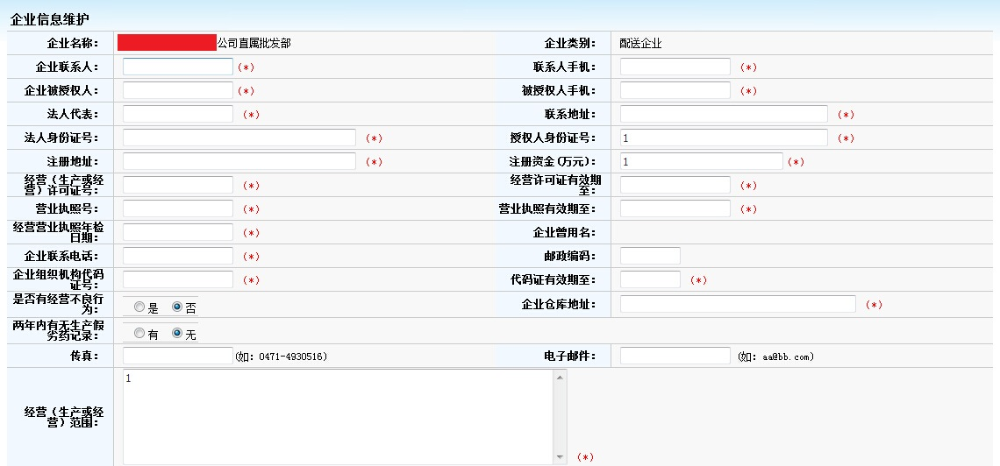 企业信息维护
企业名称： 公司直属批发部 企业类别： 配送企业
企业联系人： (*) 联系人手机： (*)
企业被授权人： (*) 被授权人手机： (*)
法人代表： (*) 联系地址： (*)
法人身份证号： (*) 授权人身份证号： 1 (*)
注册地址： (*) 注册资金(万元)： 1 (*)
经营（生产或经
营）许可证号： (*) 经营许可证有效期
至： (*)
营业执照号： (*) 营业执照有效期至： (*)
经营营业执照年检
日期： (*) 企业曾用名：
企业联系电话： (*) 邮政编码：
企业组织机构代码
证号： (*) 代码证有效期至： (*)
是否有经营不良行
为： 是 否 企业仓库地址： (*)
两年内有无生产假
劣药记录： 有 无
传真： (如：0471-4930516) 电子邮件： (如：aa@bb.com)
经营（生产或经
营）范围： 1 (*)